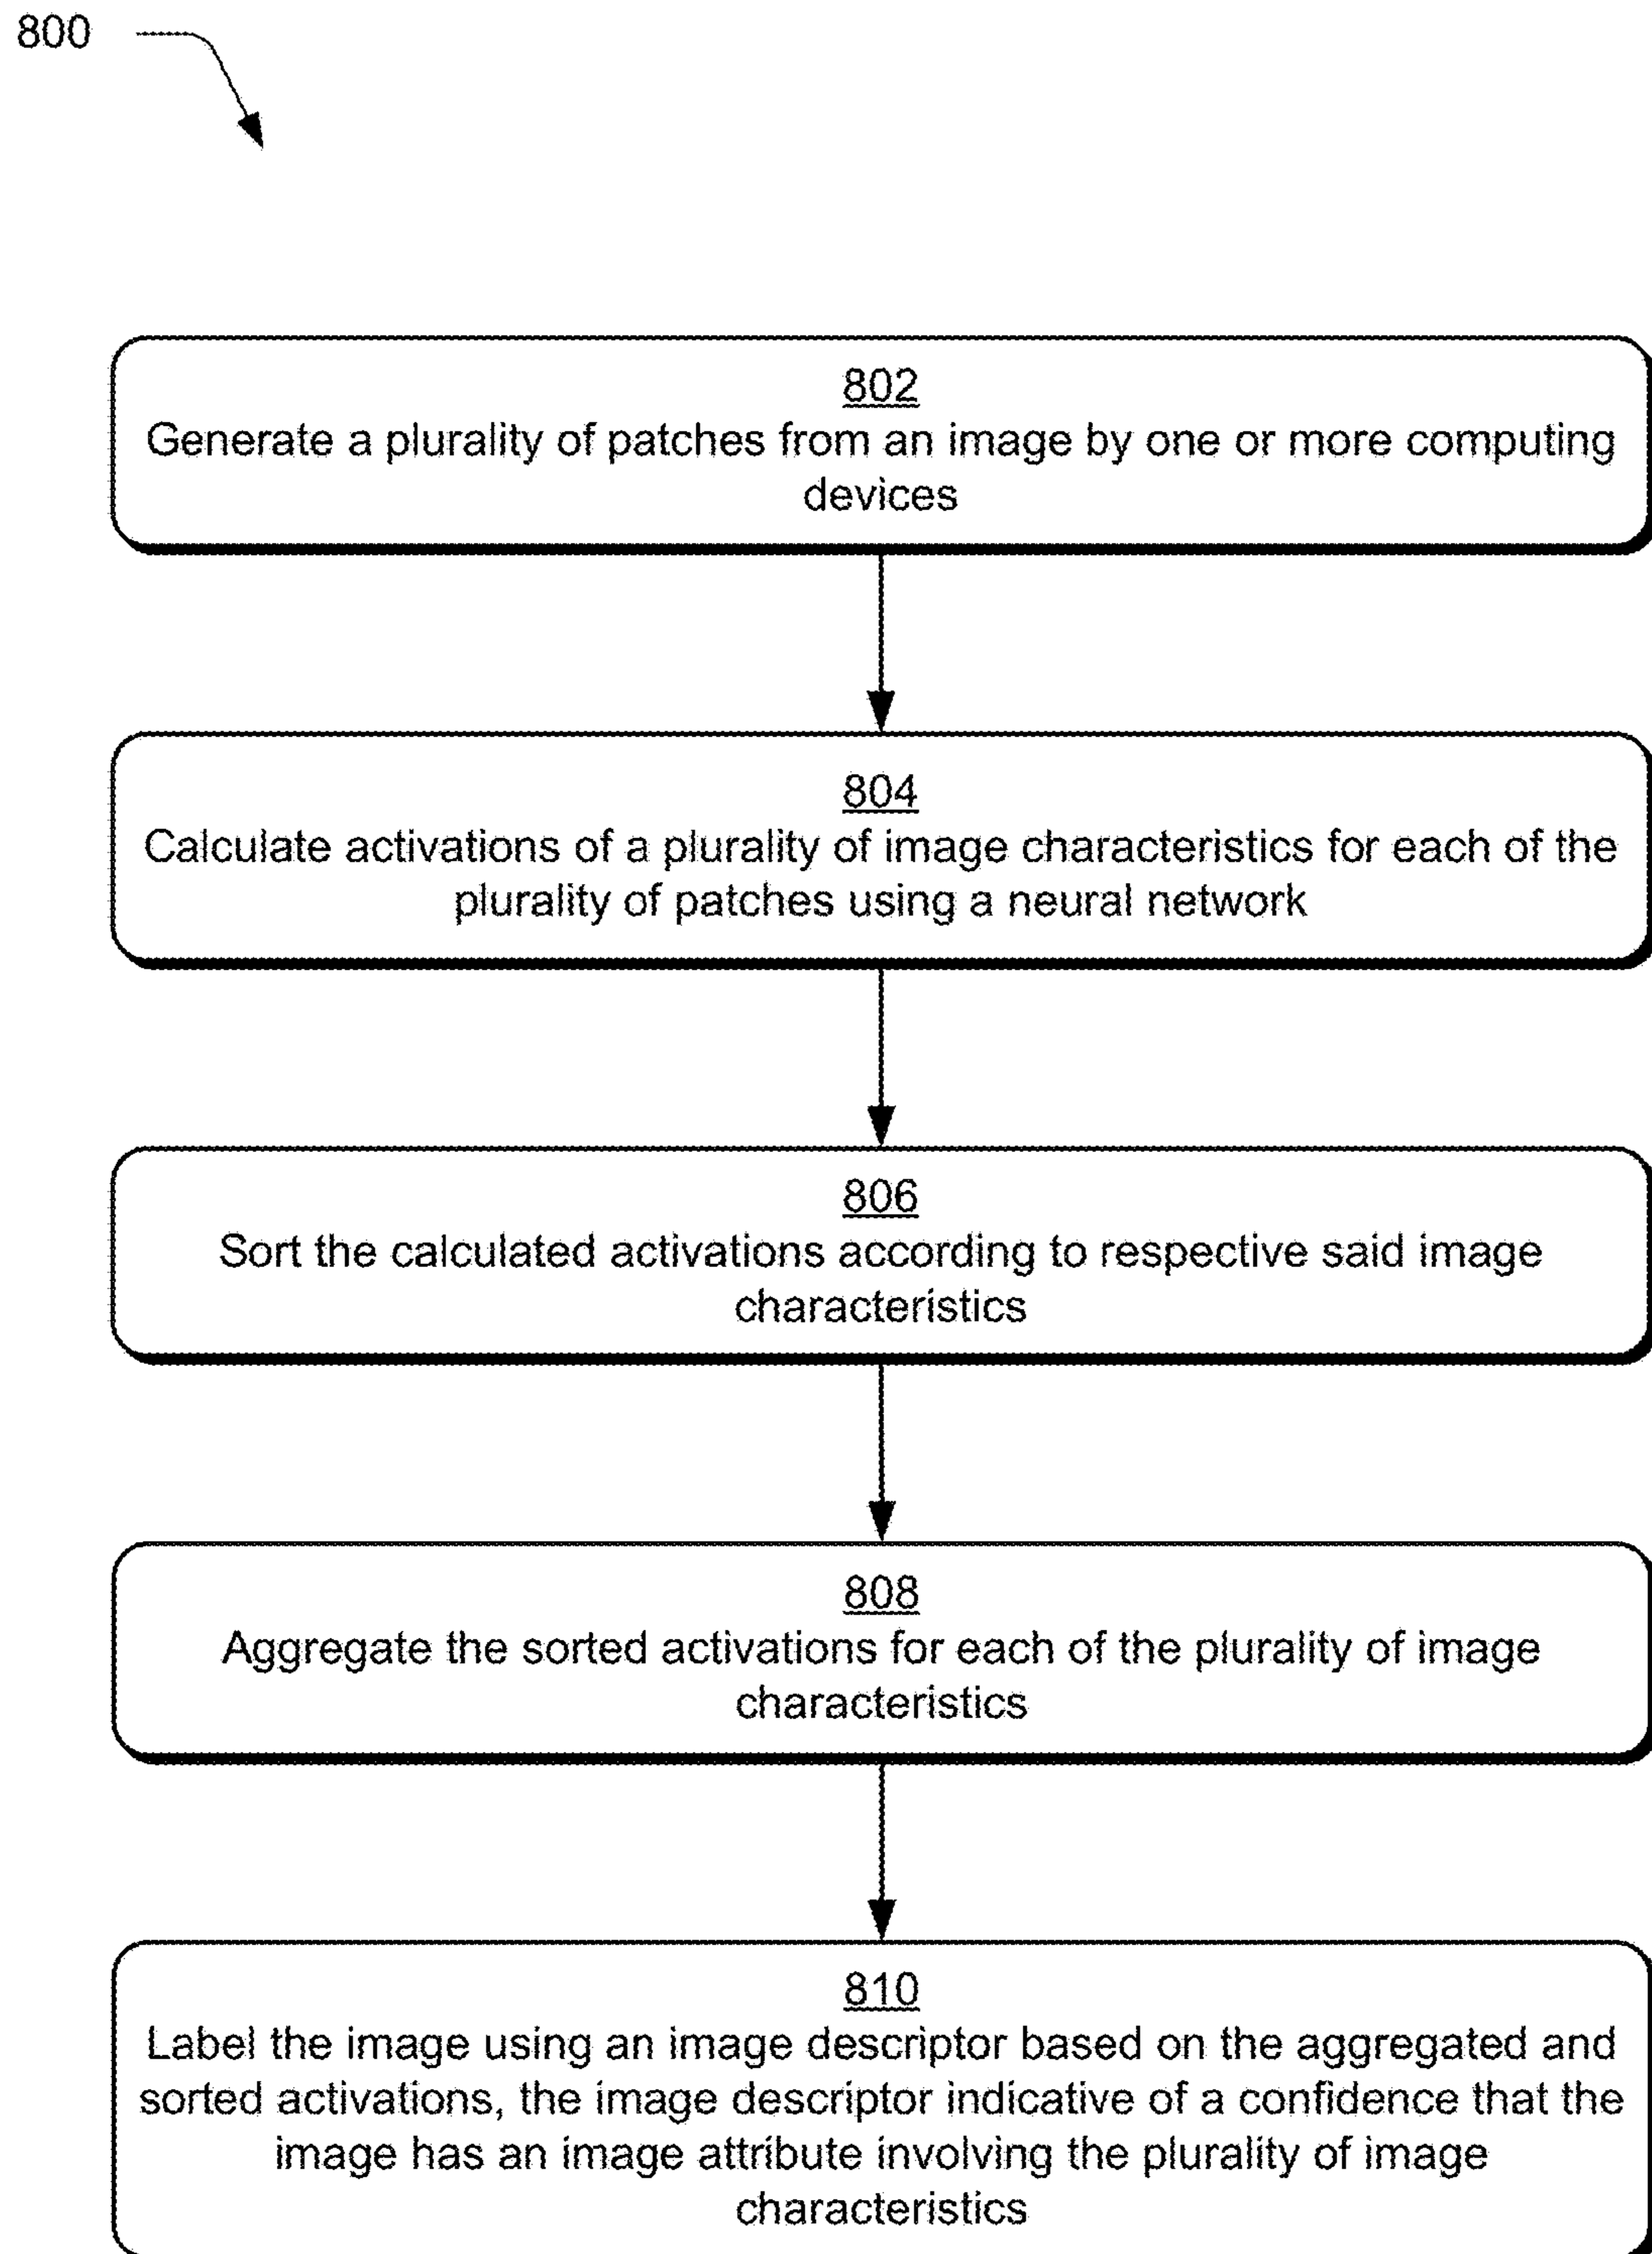 800
802
Generate a plurality of patches from an image by one or more computing
devices
804
Calculate activations of a plurality of image characteristics for each of the
plurality of patches using a neural network
806
Sort the calculated activations according to respective said image
characteristics
808
Aggregate the sorted activations for each of the plurality of image
characteristics
810
Label the image using an image descriptor based on the aggregated and
sorted activations, the image descriptor indicative of a confidence that the
image has an image attribute involving the plurality of image
characteristics